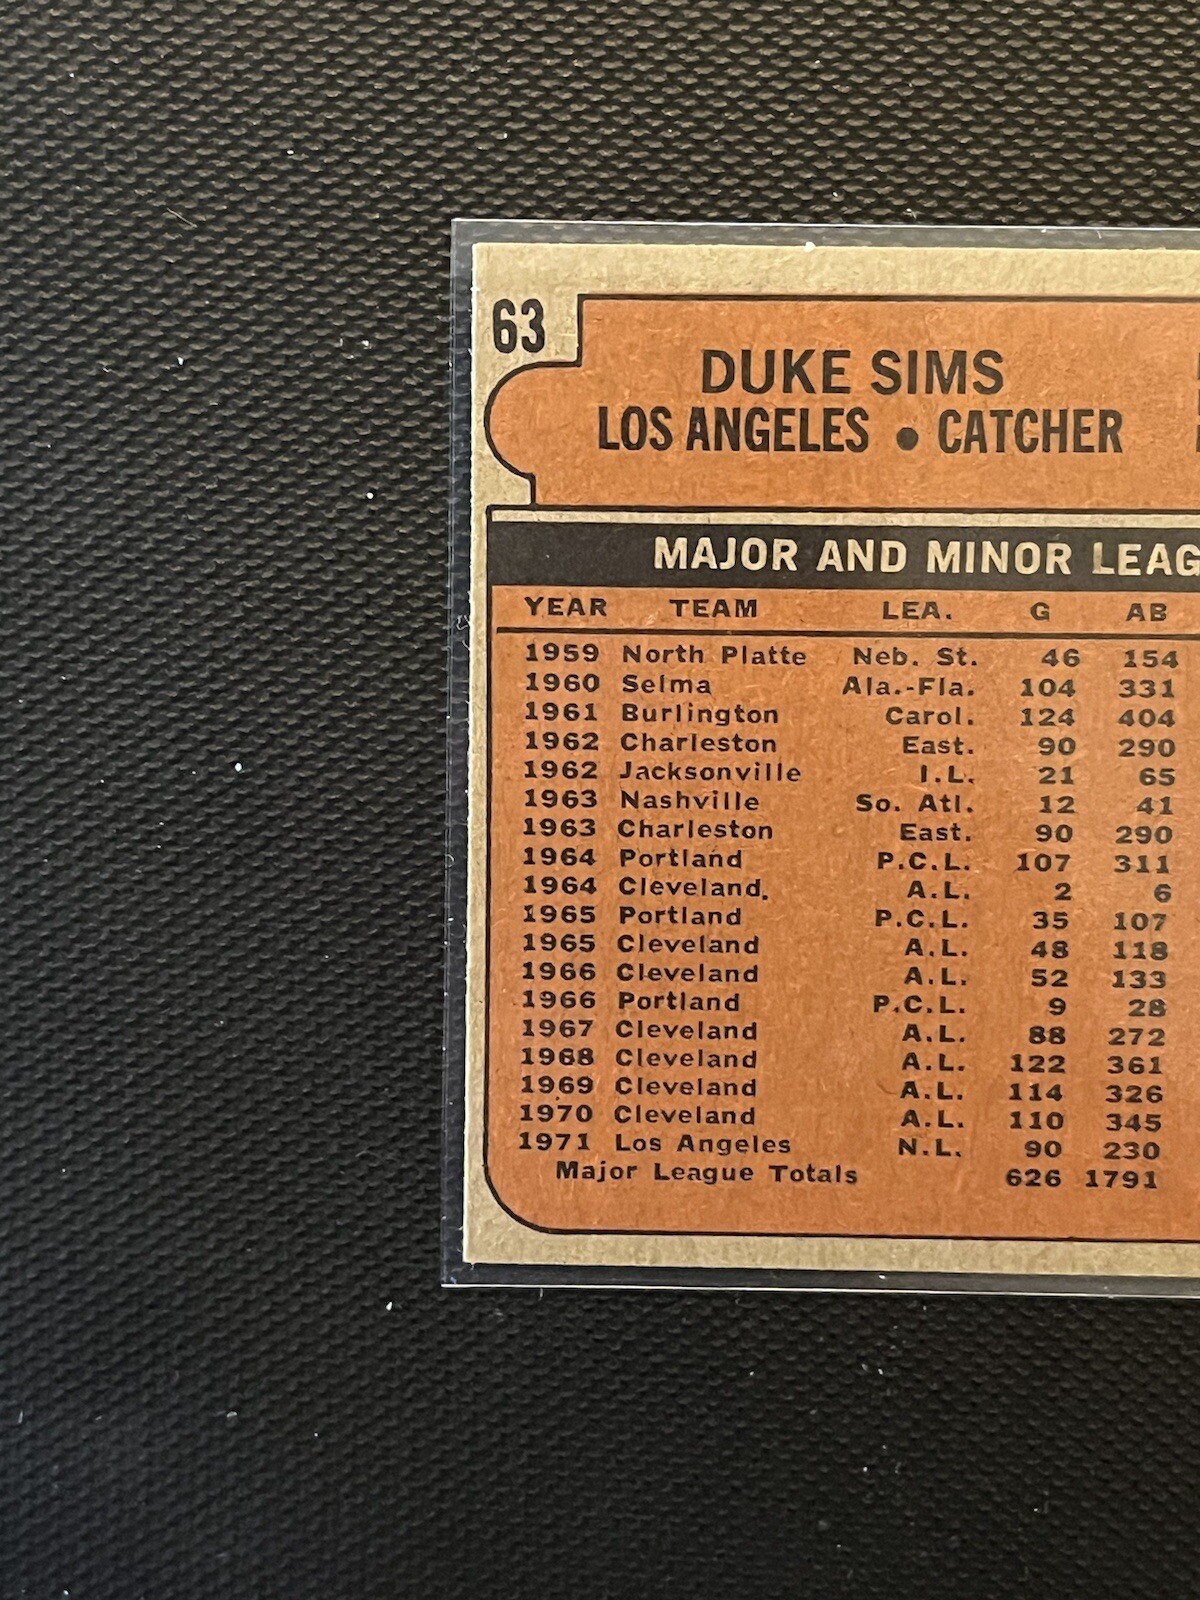 63
DUKE SIMS
LOS ANGELES • CATCHER
MAJOR AND MINOR LEAG
YEAR TEAM LEA. G AB
1959 North Platte Neb. St. 46 154
1960 Selma Ala.-Fla. 104 331
1961 Burlington Carol. 124 404
1962 Charleston East. 90 290
1962 Jacksonville I.L. 21 65
1963 Nashville So. Atl. 12 41
1963 Charleston East. 90 290
1964 Portland P.C.L. 107 311
1964 Cleveland. A.L. 2 6
1965 Portland P.C.L. 35 107
1965 Cleveland A.L. 48 118
1966 Cleveland A.L. 52 133
1966 Portland P.C.L. 9 28
1967 Cleveland A.L. 88 272
1968 Cleveland A.L. 122 361
1969 Cleveland A.L. 114 326
1970 Cleveland A.L. 110 345
1971 Los Angeles N.L. 90 230
Major League Totals 626 1791